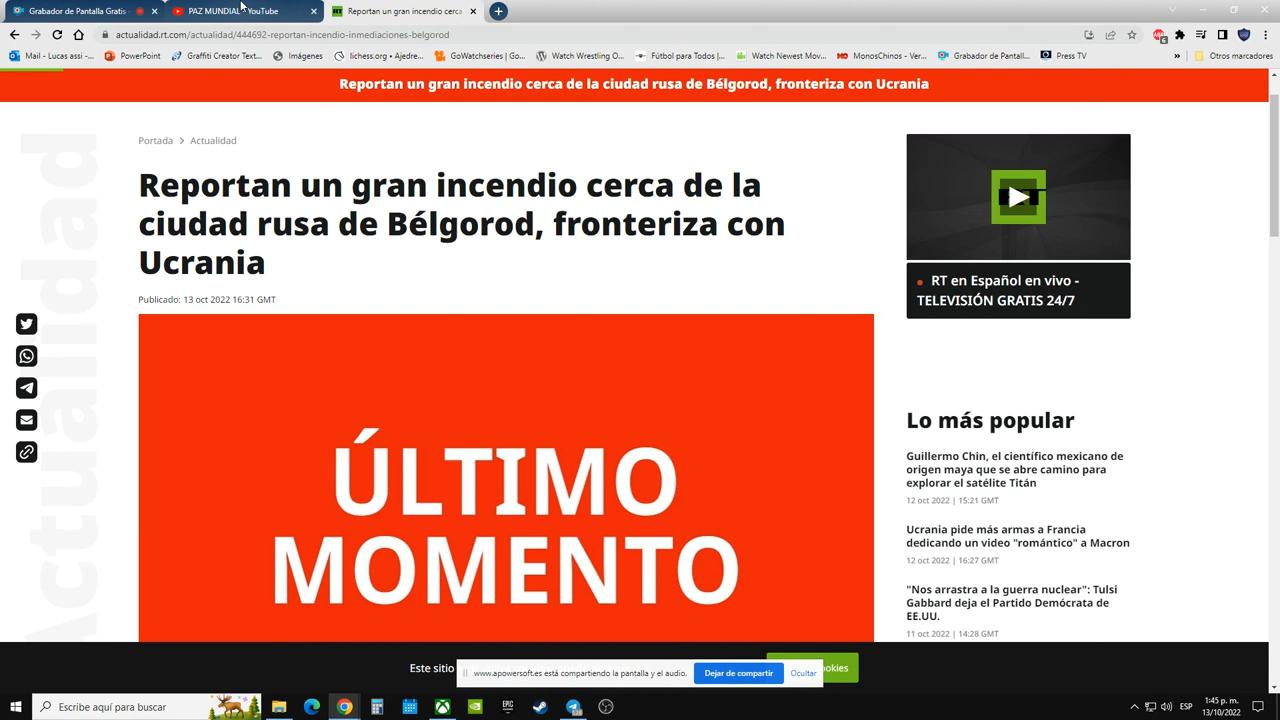 Grabador de Pantalla Gratis -
PAZ MUNDIAL - YouTube
Reportan un gran incendio cerca
actualidad.rt.com/actualidad/444692-reportan-incendio-inmediaciones-belgorod
Mail - Lucas assi -...
PowerPoint
Graffiti Creator Text...
Imágenes
lichess.org • Ajedre...
GoWatchseries | Go...
Watch Wrestling O...
Fútbol para Todos |...
Watch Newest Mov...
MonosChinos - Ver...
Grabador de Pantall...
Press TV
»
Otros marcadores
Reportan un gran incendio cerca de la ciudad rusa de Bélgorod, fronteriza con Ucrania
Portada > Actualidad
Actualidad
Reportan un gran incendio cerca de la
ciudad rusa de Bélgorod, fronteriza con
Ucrania
Publicado: 13 oct 2022 16:31 GMT
ÚLTIMO
MOMENTO
RT en Español en vivo -
TELEVISIÓN GRATIS 24/7
Lo más popular
Guillermo Chin, el científico mexicano de
origen maya que se abre camino para
explorar el satélite Titán
12 oct 2022 | 15:21 GMT
Ucrania pide más armas a Francia
dedicando un video "romántico" a Macron
12 oct 2022 | 16:27 GMT
"Nos arrastra a la guerra nuclear": Tulsi
Gabbard deja el Partido Demócrata de
EE.UU.
11 oct 2022 | 14:28 GMT
Este sitio
ookies
www.apowersoft.es está compartiendo la pantalla y el audio.
Dejar de compartir
Ocultar
Escribe aquí para buscar
ESP
1:45 p. m.
13/10/2022